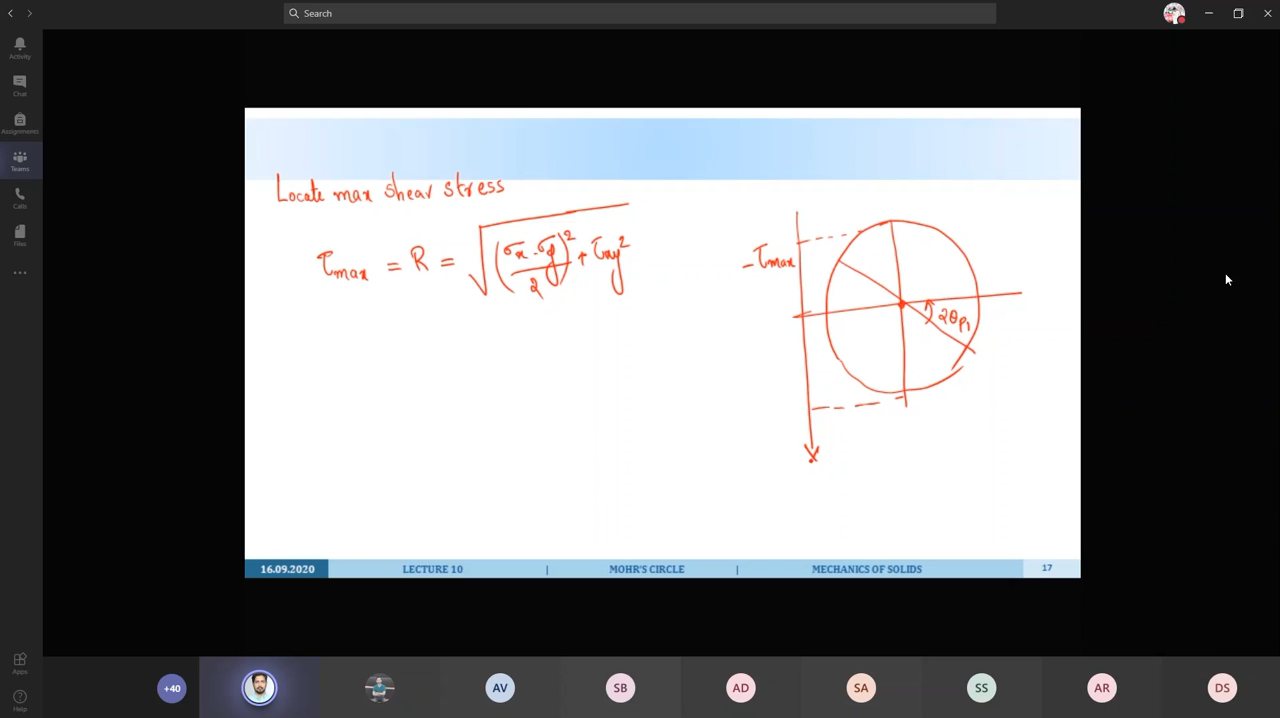 Search
Activity
Chat
Assignments
Teams
Calls
Files
Apps
Help
Locate max shear stress
τmax = R = √((σx - σy)/2)² + τxy²
-τmax
2θp1
16.09.2020 LECTURE 10 | MOHR'S CIRCLE | MECHANICS OF SOLIDS 17
+40 AV SB AD SA SS AR DS